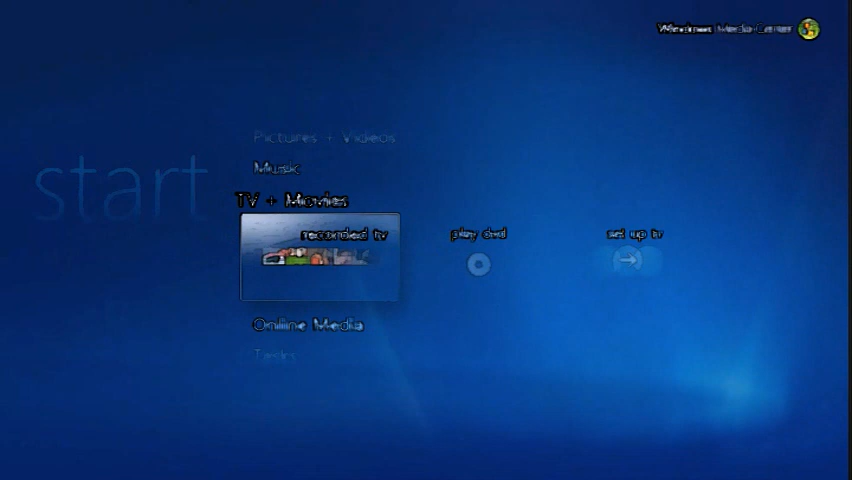 Windows Media Center
start
Pictures + Videos
Music
TV + Movies
recorded tv
play dvd
set up tv
Online Media
Tasks